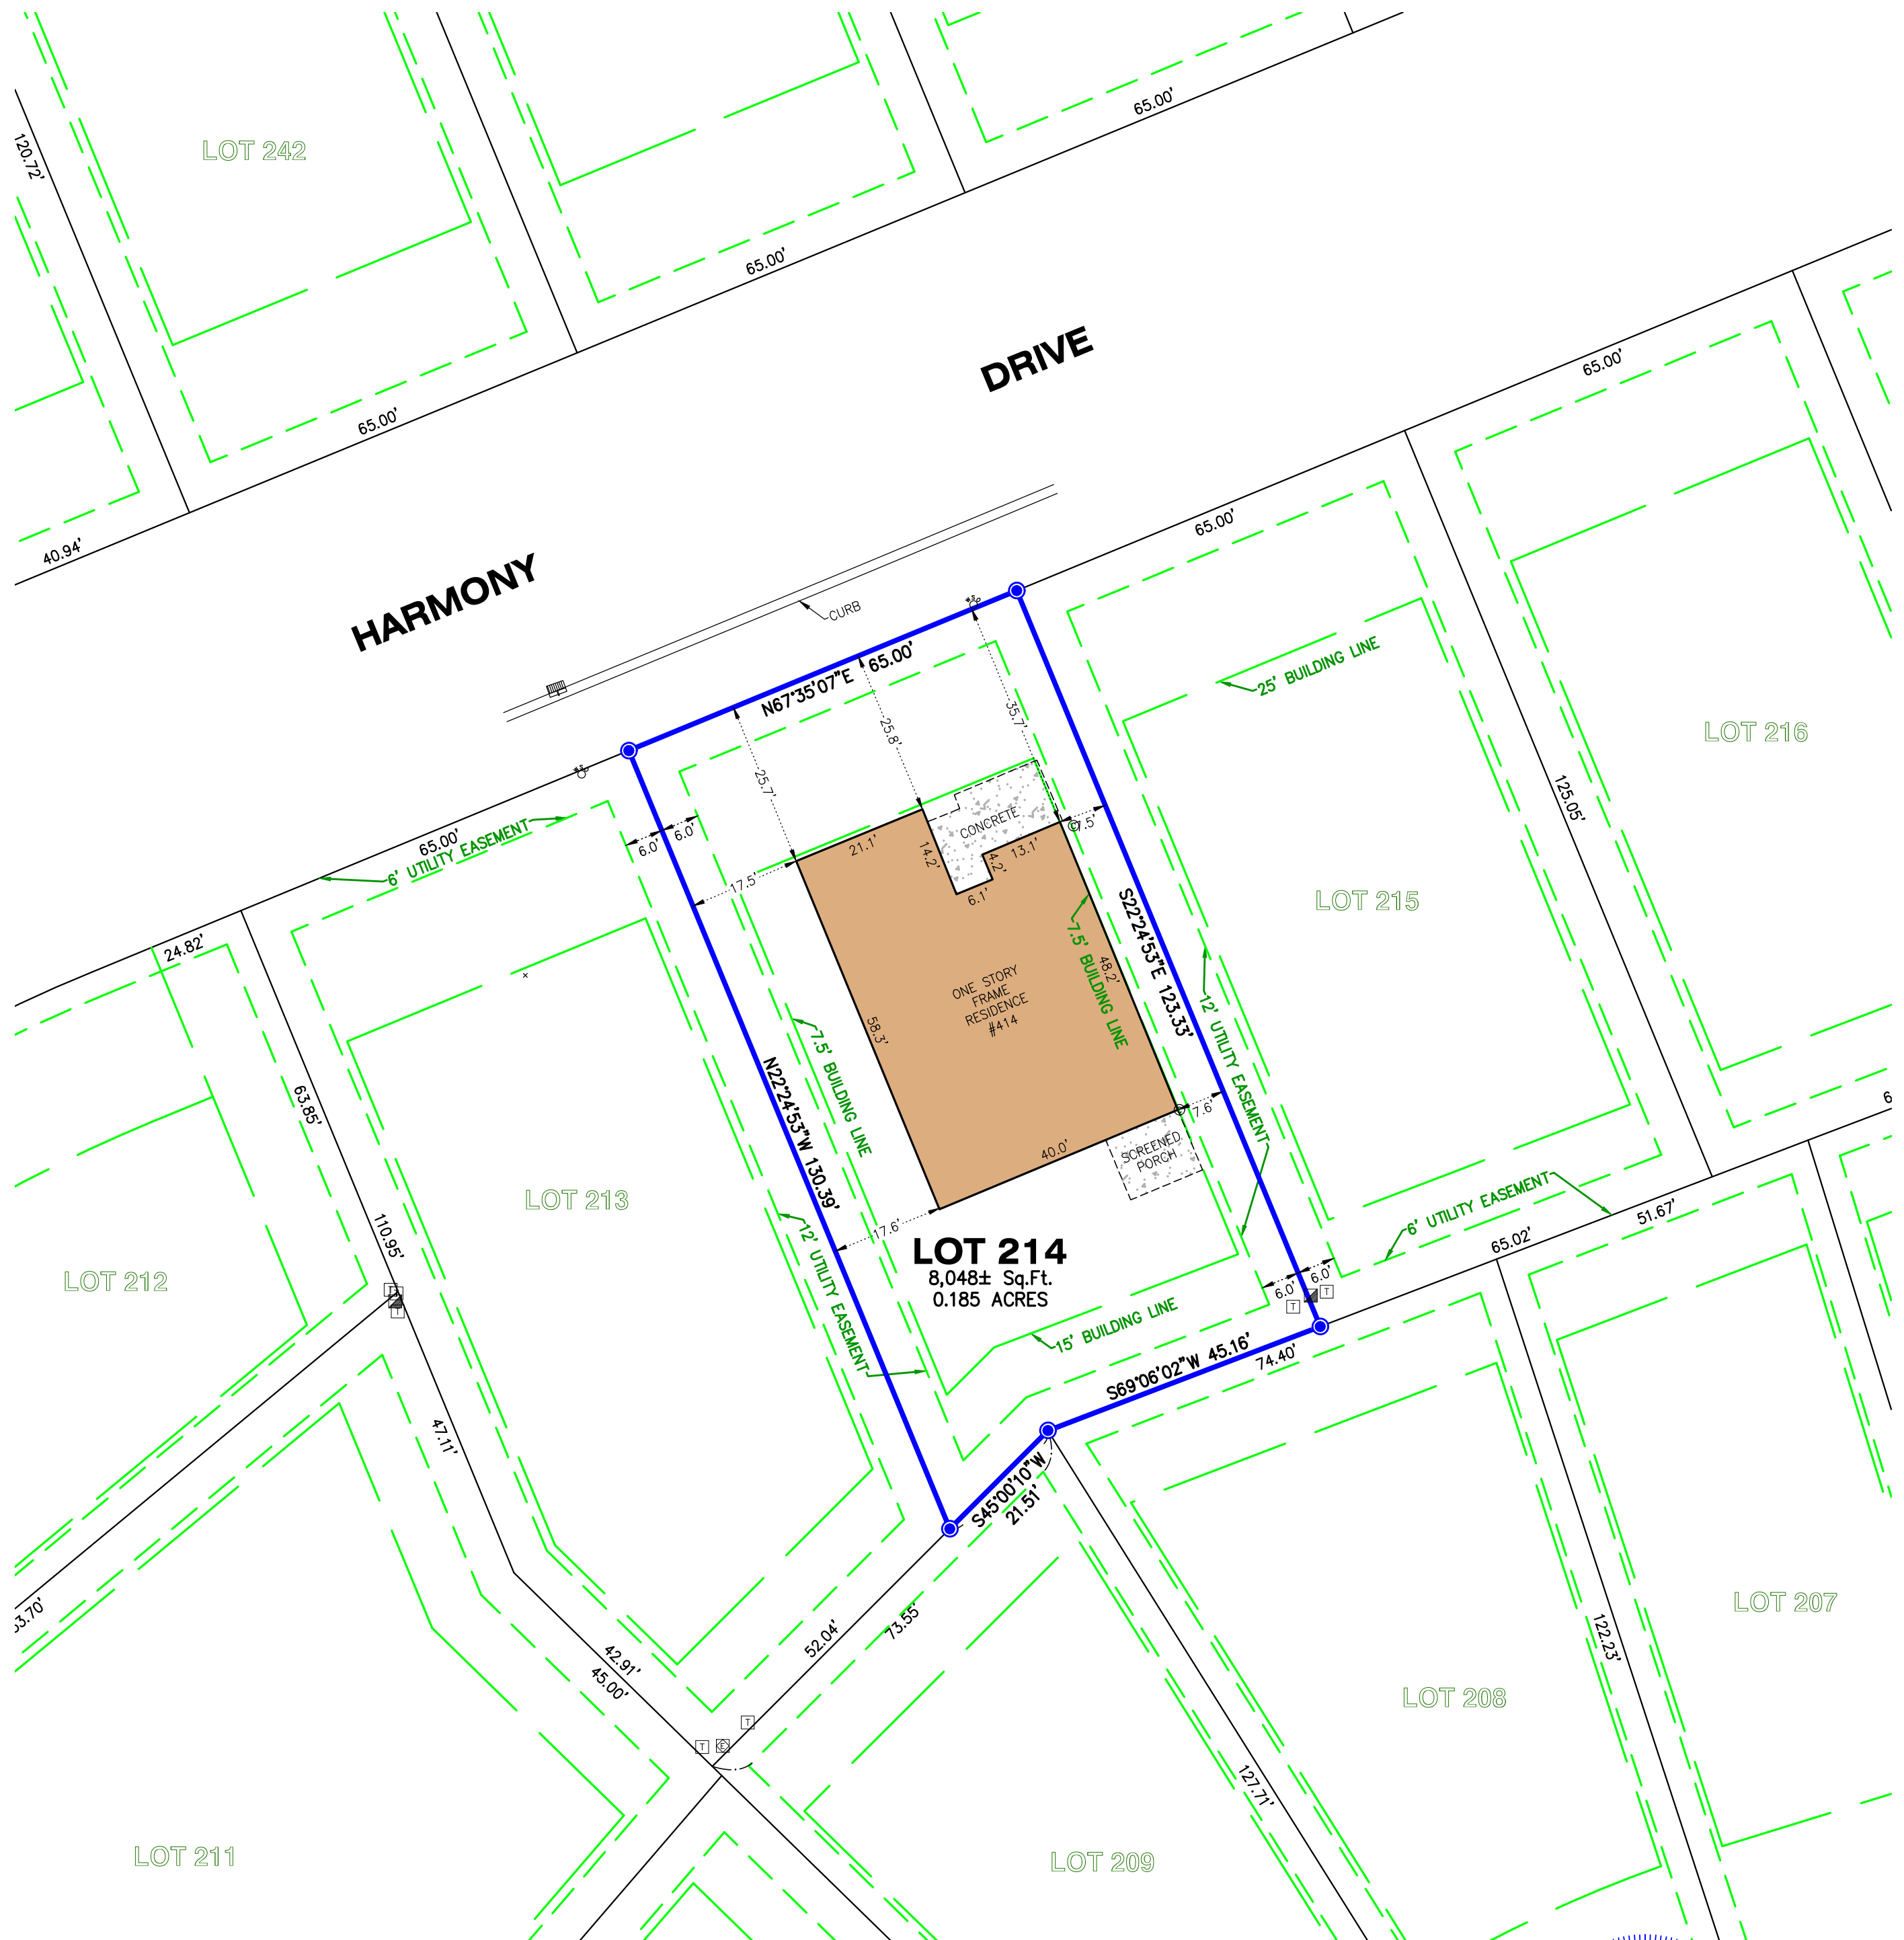 120.72'
LOT 242
65.00'
65.00'
65.00'
40.94'
HARMONY
DRIVE
CURB
65.00'
65.00'
65.00'
6' UTILITY EASEMENT
24.82'
N67°35'07"E 65.00'
25.7'
25.8'
35.7'
6.0'
6.0'
17.5'
21.1'
14.2'
6.1'
4.2'
13.1'
CONCRETE
7.5'
25' BUILDING LINE
LOT 216
LOT 215
125.05'
ONE STORY
FRAME
RESIDENCE
#414
58.3'
48.2'
7.5' BUILDING LINE
S22°24'53"E 123.33'
12' UTILITY EASEMENT
7.5' BUILDING LINE
N22°24'53"W 130.39'
12' UTILITY EASEMENT
40.0'
7.6'
SCREENED
PORCH
17.6'
LOT 214
8,048± Sq.Ft.
0.185 ACRES
15' BUILDING LINE
6.0'
6.0'
T
T
6' UTILITY EASEMENT
65.02'
51.67'
S69°06'02"W 45.16'
74.40'
S45°00'10"W
21.51'
63.85'
110.95'
LOT 213
LOT 212
T
T
47.11'
52.04'
73.55'
42.91'
45.00'
T
T
E
LOT 211
LOT 209
127.71'
LOT 208
122.23'
LOT 207